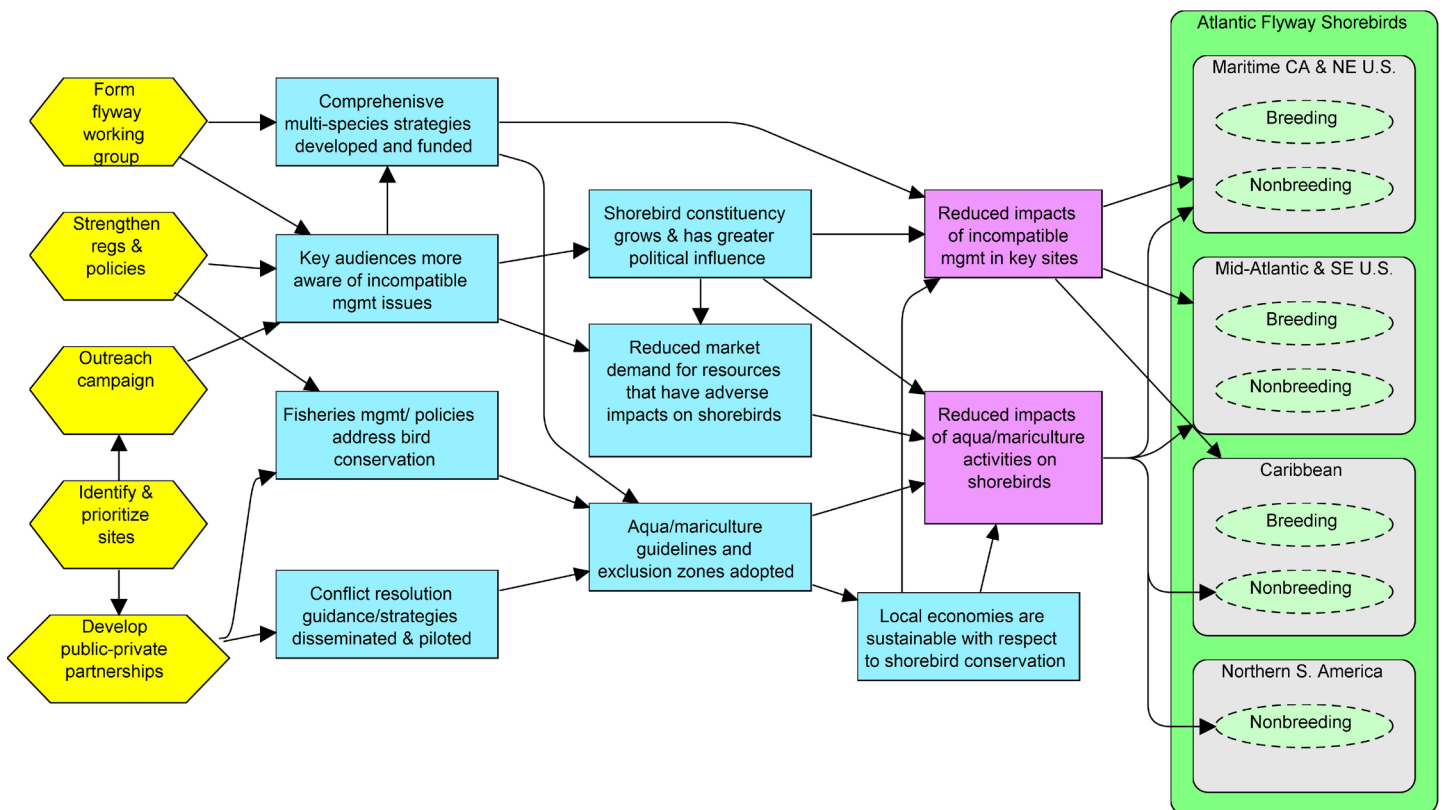 Form
flyway
working
group
Strengthen
regs &
policies
Outreach
campaign
Identify &
prioritize
sites
Develop
public-private
partnerships
Comprehenisve
multi-species strategies
developed and funded
Key audiences more
aware of incompatible
mgmt issues
Fisheries mgmt/ policies
address bird
conservation
Conflict resolution
guidance/strategies
disseminated & piloted
Shorebird constituency
grows & has greater
political influence
Reduced market
demand for resources
that have adverse
impacts on shorebirds
Aqua/mariculture
guidelines and
exclusion zones adopted
Local economies are
sustainable with respect
to shorebird conservation
Reduced impacts
of incompatible
mgmt in key sites
Reduced impacts
of aqua/mariculture
activities on
shorebirds
Atlantic Flyway Shorebirds
Maritime CA & NE U.S.
Breeding
Nonbreeding
Mid-Atlantic & SE U.S.
Breeding
Nonbreeding
Caribbean
Breeding
Nonbreeding
Northern S. America
Nonbreeding